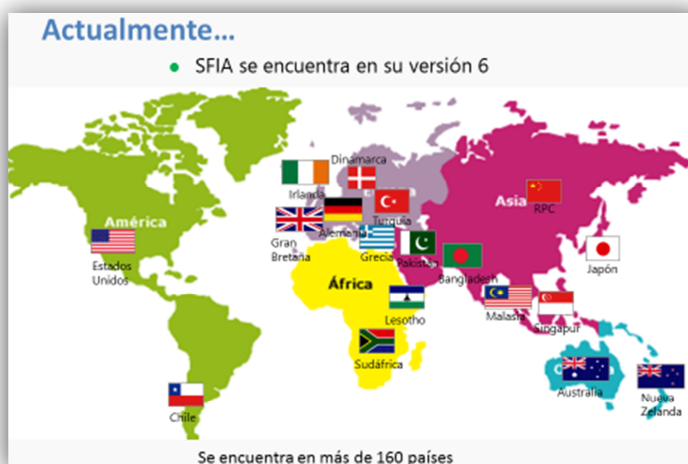 Actualmente...
SFIA se encuentra en su versión 6
Dinamarca
Irlanda
Asia
RPC
América
Turquía
Alemania
Gran
Bretaña
Grecia
Pakistán
Estados
Unidos
Bangladesh
Japón
África
Lesotho
Malasia
Singapur
Sudáfrica
Australia
Nueva
Zelanda
Chile
Se encuentra en más de 160 países